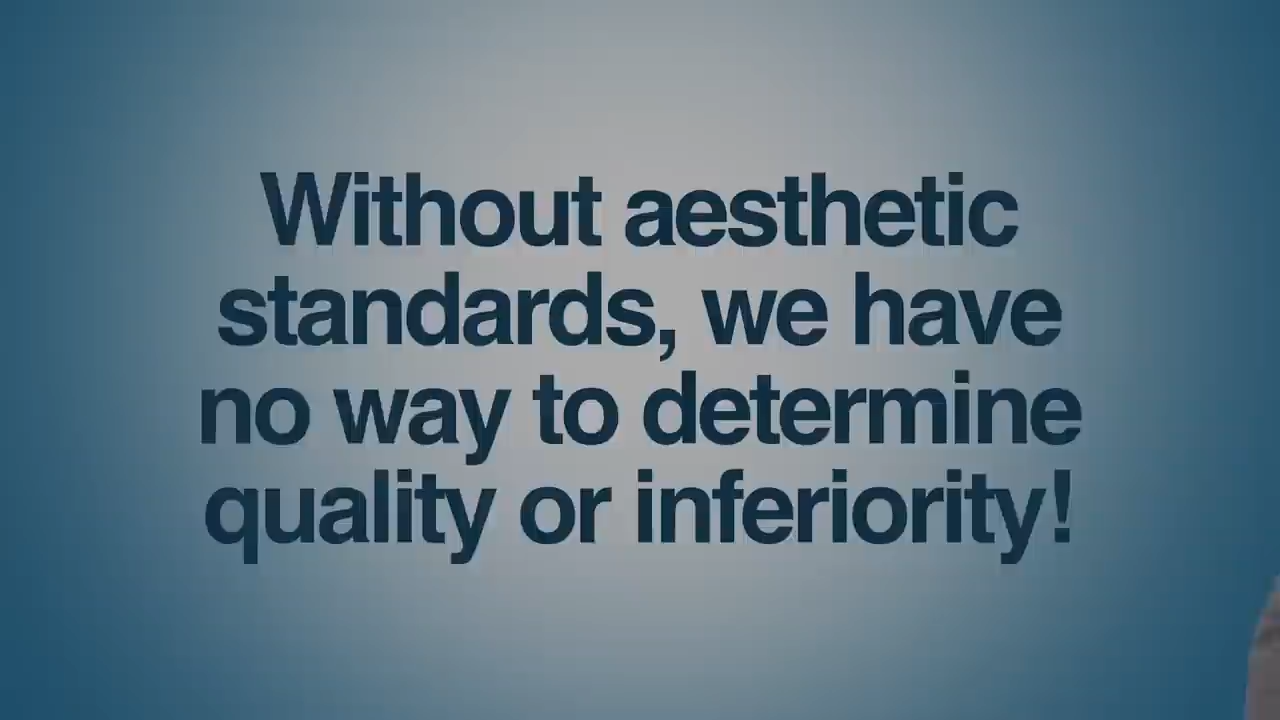 Without aesthetic
standards, we have
no way to determine
quality or inferiority!